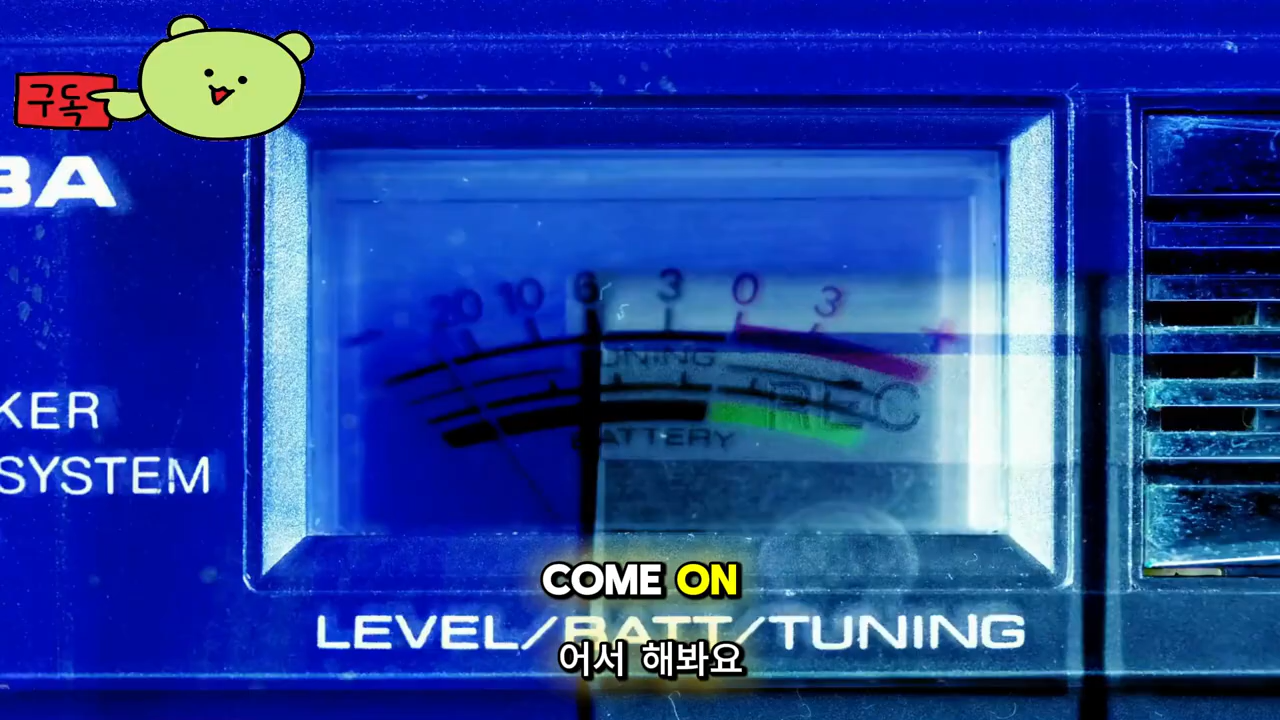 구독
BA
20 10 6 3 0 3
TUNING
REC
BATTERY
KER
SYSTEM
COME ON
LEVEL/BATT/TUNING
어서 해봐요